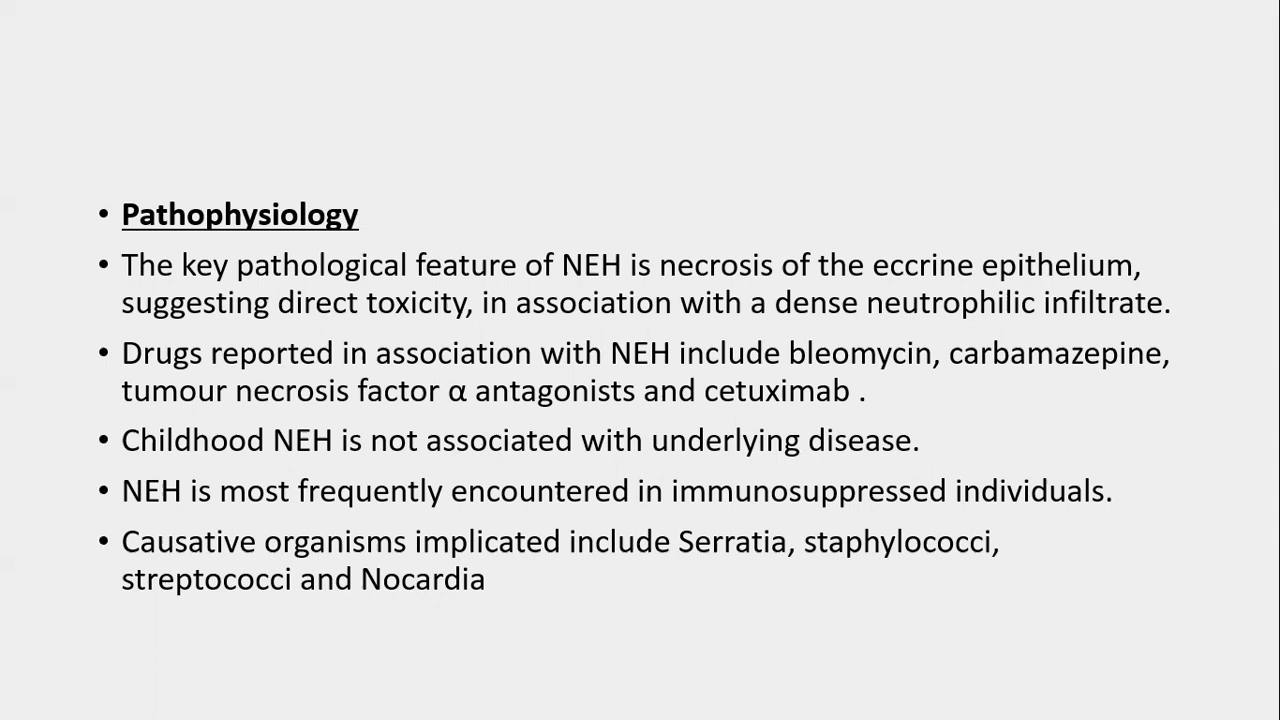 • Pathophysiology
• The key pathological feature of NEH is necrosis of the eccrine epithelium,
suggesting direct toxicity, in association with a dense neutrophilic infiltrate.
• Drugs reported in association with NEH include bleomycin, carbamazepine,
tumour necrosis factor α antagonists and cetuximab .
• Childhood NEH is not associated with underlying disease.
• NEH is most frequently encountered in immunosuppressed individuals.
• Causative organisms implicated include Serratia, staphylococci,
streptococci and Nocardia